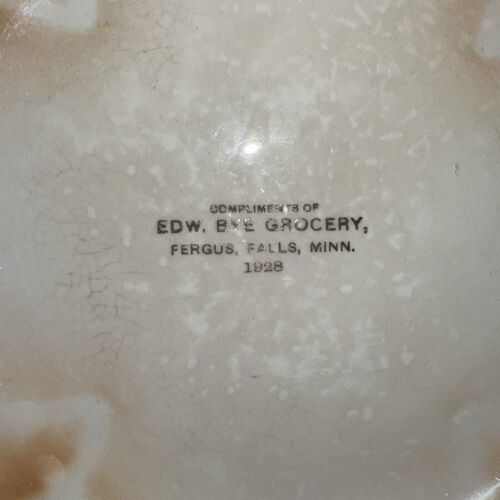 COMPLIMENTS OF
EDW. BYE GROCERY,
FERGUS, FALLS, MINN.
1928